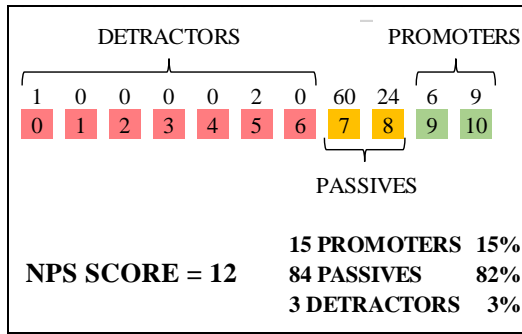 DETRACTORS PROMOTERS
1 0 0 0 0 2 0 60 24 6 9
0 1 2 3 4 5 6 7 8 9 10
PASSIVES
NPS SCORE = 12
15 PROMOTERS 15%
84 PASSIVES 82%
3 DETRACTORS 3%